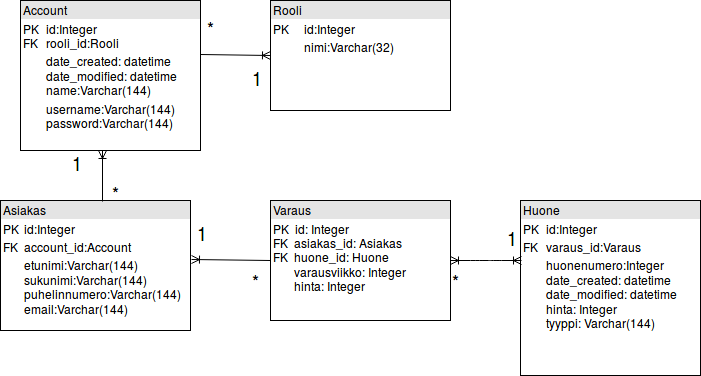 Account
PK id:Integer
FK rooli_id:Rooli
date_created: datetime
date_modified: datetime
name:Varchar(144)
username:Varchar(144)
password:Varchar(144)
*
1
Rooli
PK id:Integer
nimi:Varchar(32)
1
*
Asiakas
PK id:Integer
FK account_id:Account
etunimi:Varchar(144)
sukunimi:Varchar(144)
puhelinnumero:Varchar(144)
email:Varchar(144)
1
*
Varaus
PK id: Integer
FK asiakas_id: Asiakas
FK huone_id: Huone
varausviikko: Integer
hinta: Integer
1
*
Huone
PK id:Integer
FK varaus_id:Varaus
huonenumero:Integer
date_created: datetime
date_modified: datetime
hinta: Integer
tyyppi: Varchar(144)